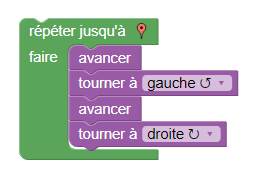 répéter jusqu'à
faire
avancer
tourner à gauche ↺
avancer
tourner à droite ↻